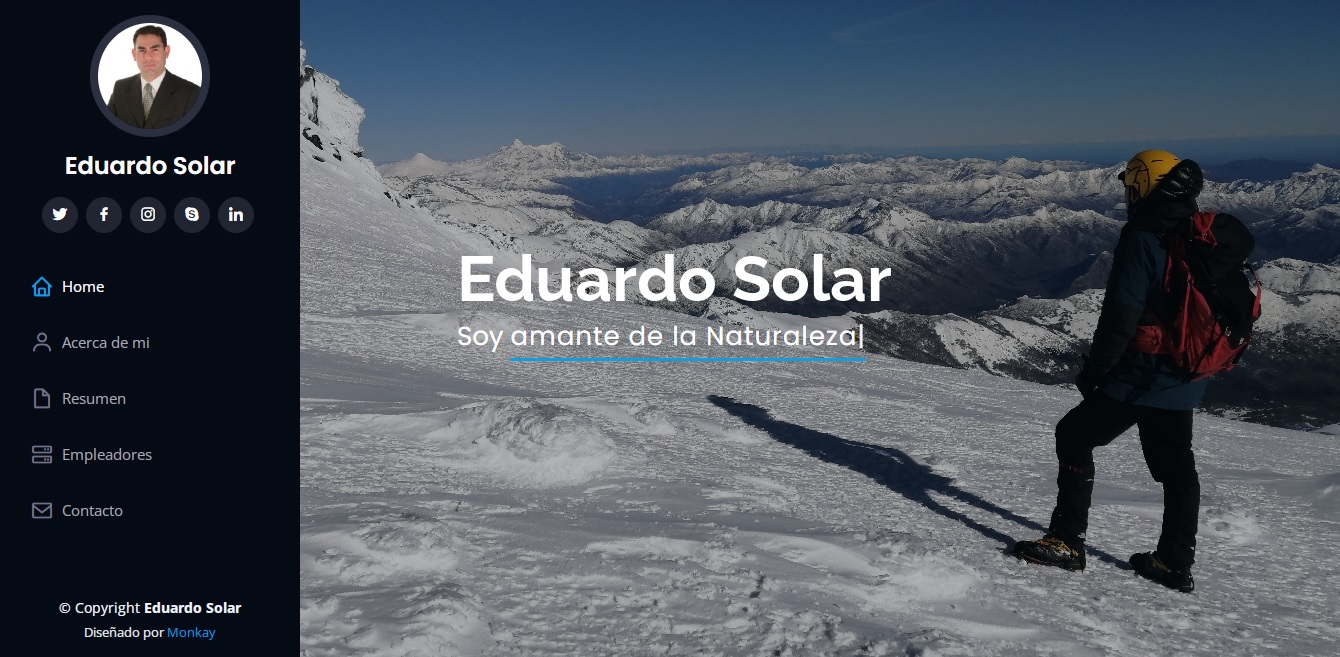 Eduardo Solar
Home
Acerca de mi
Resumen
Empleadores
Contacto
© Copyright Eduardo Solar
Diseñado por Monkay
Eduardo Solar
Soy amante de la Naturaleza|